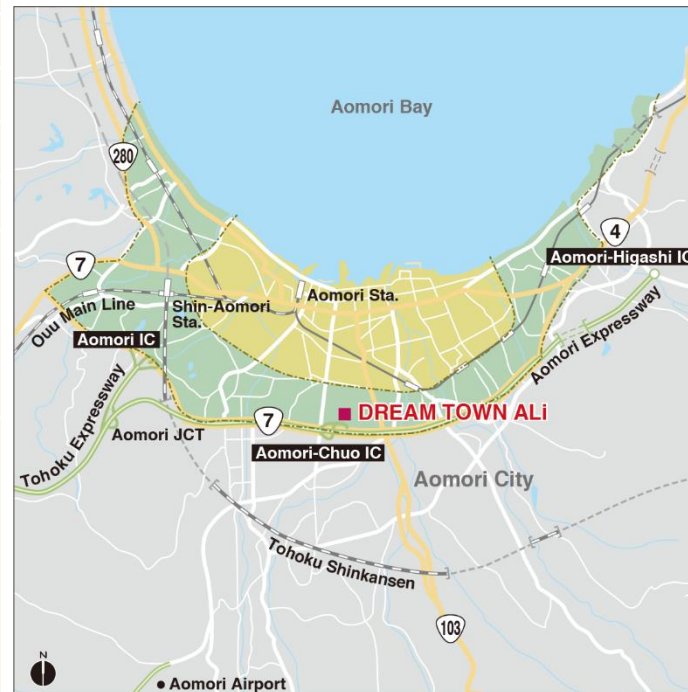 Aomori Bay
280
7
4
Aomori-Higashi IC
Ouu Main Line
Shin-Aomori
Sta.
Aomori Sta.
Aomori IC
Aomori Expressway
Tohoku Expressway
Aomori JCT
7
DREAM TOWN ALi
Aomori-Chuo IC
Aomori City
Tohoku Shinkansen
103
N
Aomori Airport